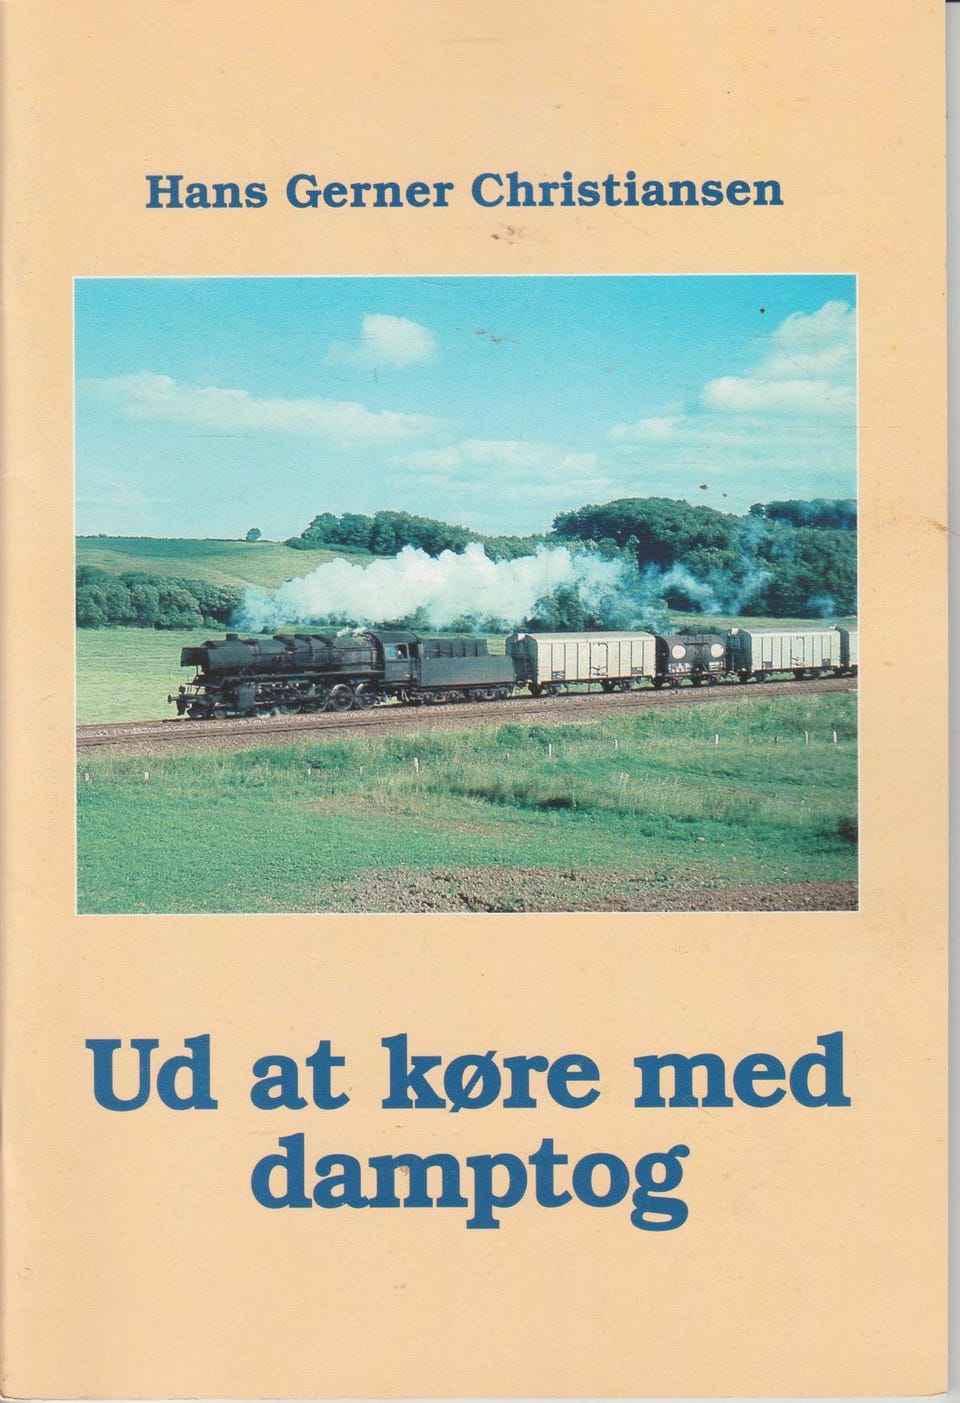 Hans Gerner Christiansen
Ud at køre med
damptog